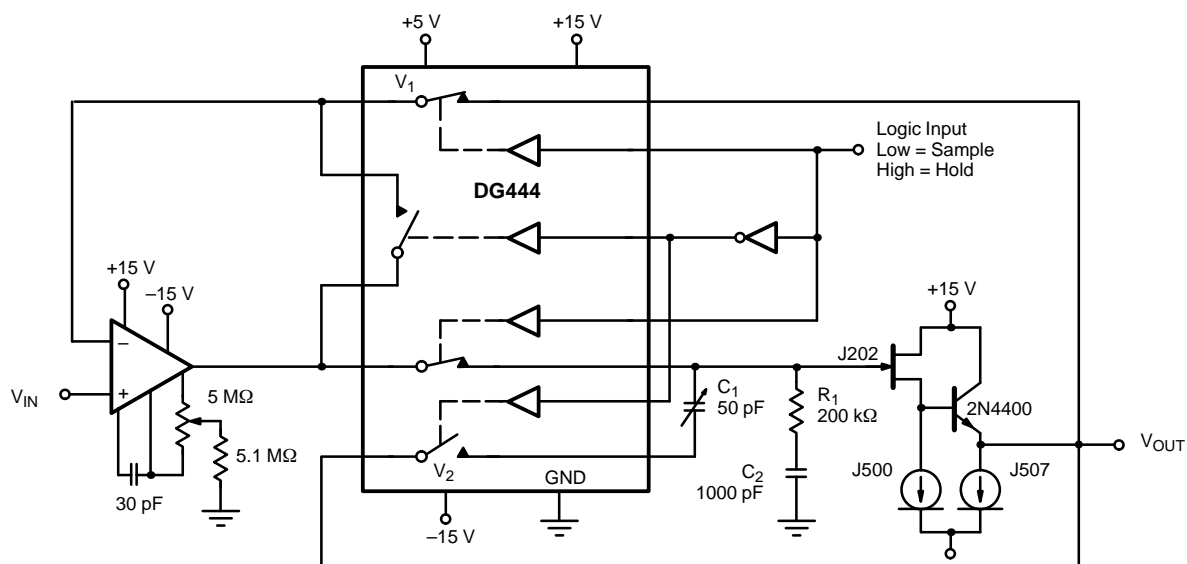 +5 V
+15 V
V1
Logic Input
Low = Sample
High = Hold
DG444
+15 V
–15 V
+15 V
–
+
VIN
5 MΩ
5.1 MΩ
30 pF
J202
C1
50 pF
R1
200 kΩ
2N4400
VOUT
V2
GND
C2
1000 pF
J500
J507
–15 V